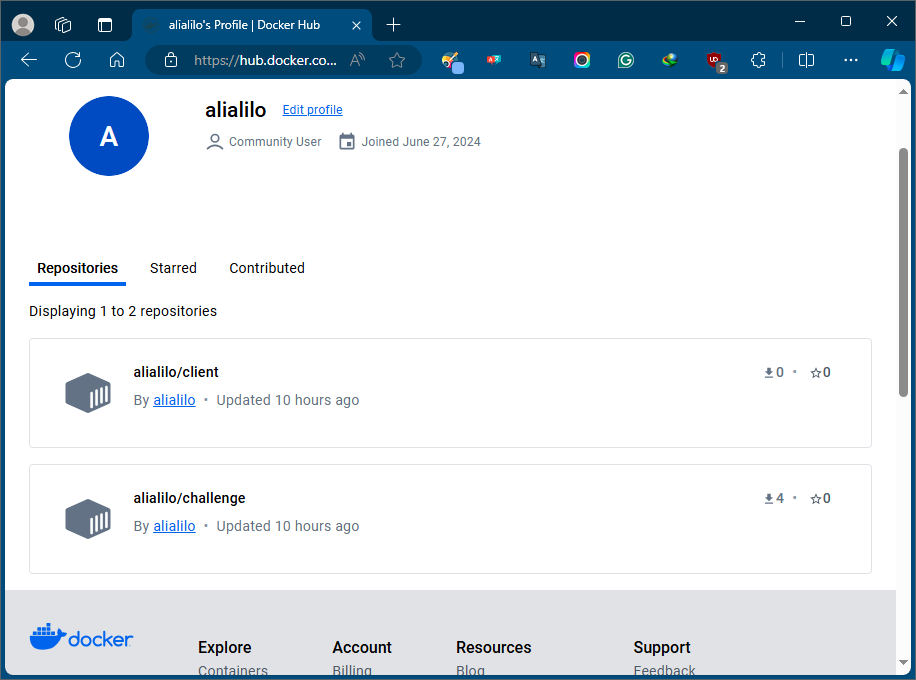 alialilo's Profile | Docker Hub
https://hub.docker.co...
2
A
alialilo Edit profile
Community User Joined June 27, 2024
Repositories Starred Contributed
Displaying 1 to 2 repositories
alialilo/client 0 • 0
By alialilo • Updated 10 hours ago
alialilo/challenge 4 • 0
By alialilo • Updated 10 hours ago
docker
Explore Account Resources Support
Containers Billing Blog Feedback